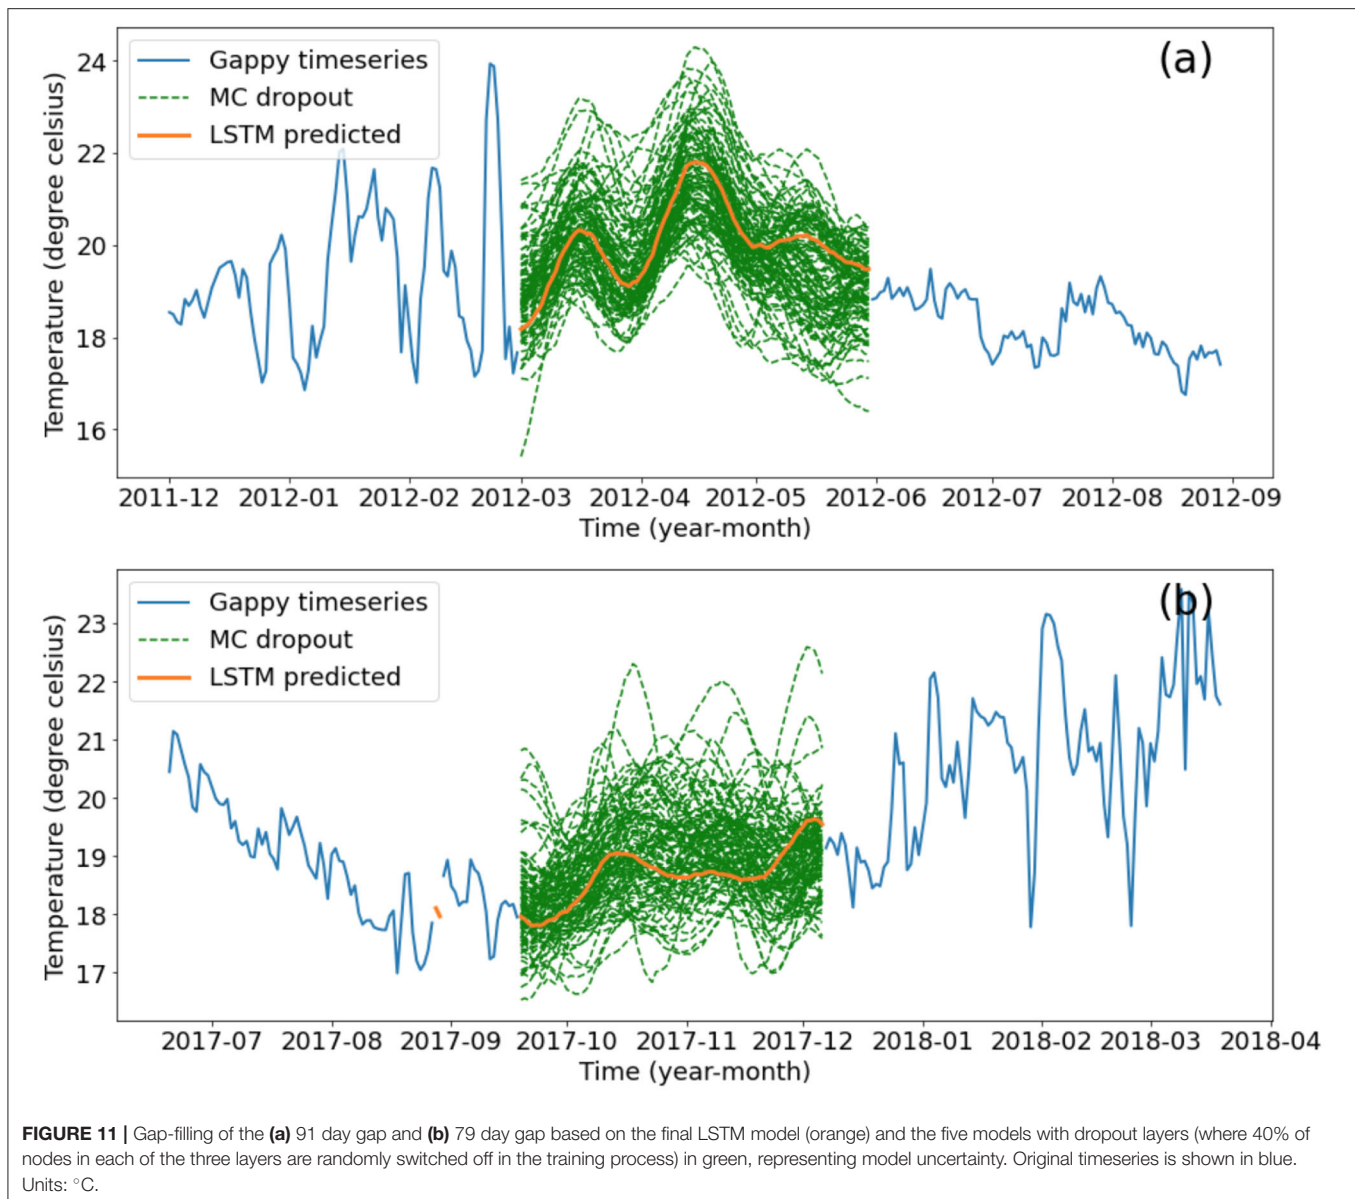 (a)
Gappy timeseries
MC dropout
LSTM predicted
24
22
20
18
16
Temperature (degree celsius)
2011-12 2012-01 2012-02 2012-03 2012-04 2012-05 2012-06 2012-07 2012-08 2012-09
Time (year-month)
(b)
Gappy timeseries
MC dropout
LSTM predicted
23
22
21
20
19
18
17
Temperature (degree celsius)
2017-07 2017-08 2017-09 2017-10 2017-11 2017-12 2018-01 2018-02 2018-03 2018-04
Time (year-month)
FIGURE 11 | Gap-filling of the (a) 91 day gap and (b) 79 day gap based on the final LSTM model (orange) and the five models with dropout layers (where 40% of
nodes in each of the three layers are randomly switched off in the training process) in green, representing model uncertainty. Original timeseries is shown in blue.
Units: °C.